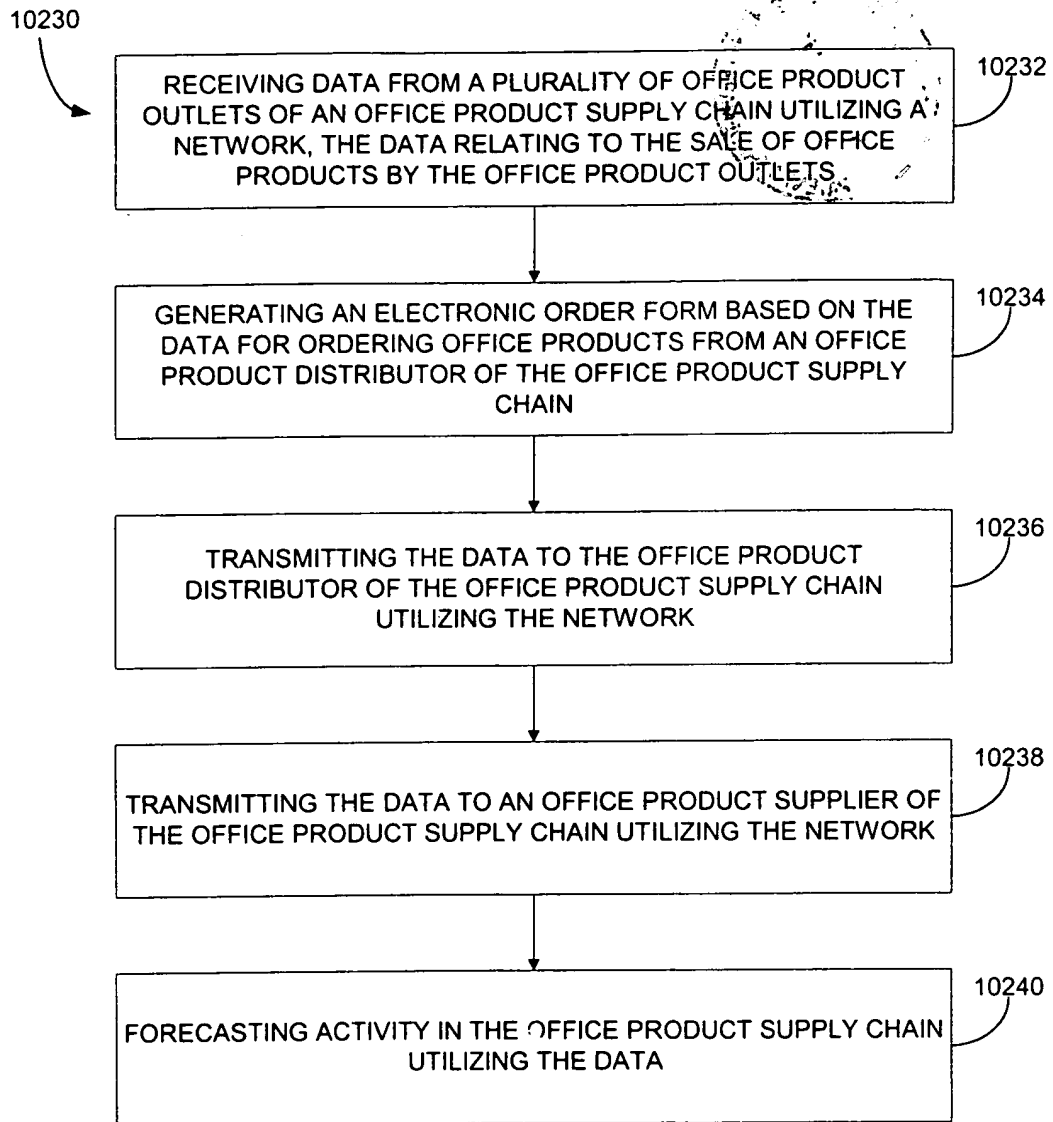 10230
10232
RECEIVING DATA FROM A PLURALITY OF OFFICE PRODUCT
OUTLETS OF AN OFFICE PRODUCT SUPPLY CHAIN UTILIZING A
NETWORK, THE DATA RELATING TO THE SALE OF OFFICE
PRODUCTS BY THE OFFICE PRODUCT OUTLETS
10234
GENERATING AN ELECTRONIC ORDER FORM BASED ON THE
DATA FOR ORDERING OFFICE PRODUCTS FROM AN OFFICE
PRODUCT DISTRIBUTOR OF THE OFFICE PRODUCT SUPPLY
CHAIN
10236
TRANSMITTING THE DATA TO THE OFFICE PRODUCT
DISTRIBUTOR OF THE OFFICE PRODUCT SUPPLY CHAIN
UTILIZING THE NETWORK
10238
TRANSMITTING THE DATA TO AN OFFICE PRODUCT SUPPLIER OF
THE OFFICE PRODUCT SUPPLY CHAIN UTILIZING THE NETWORK
10240
FORECASTING ACTIVITY IN THE OFFICE PRODUCT SUPPLY CHAIN
UTILIZING THE DATA